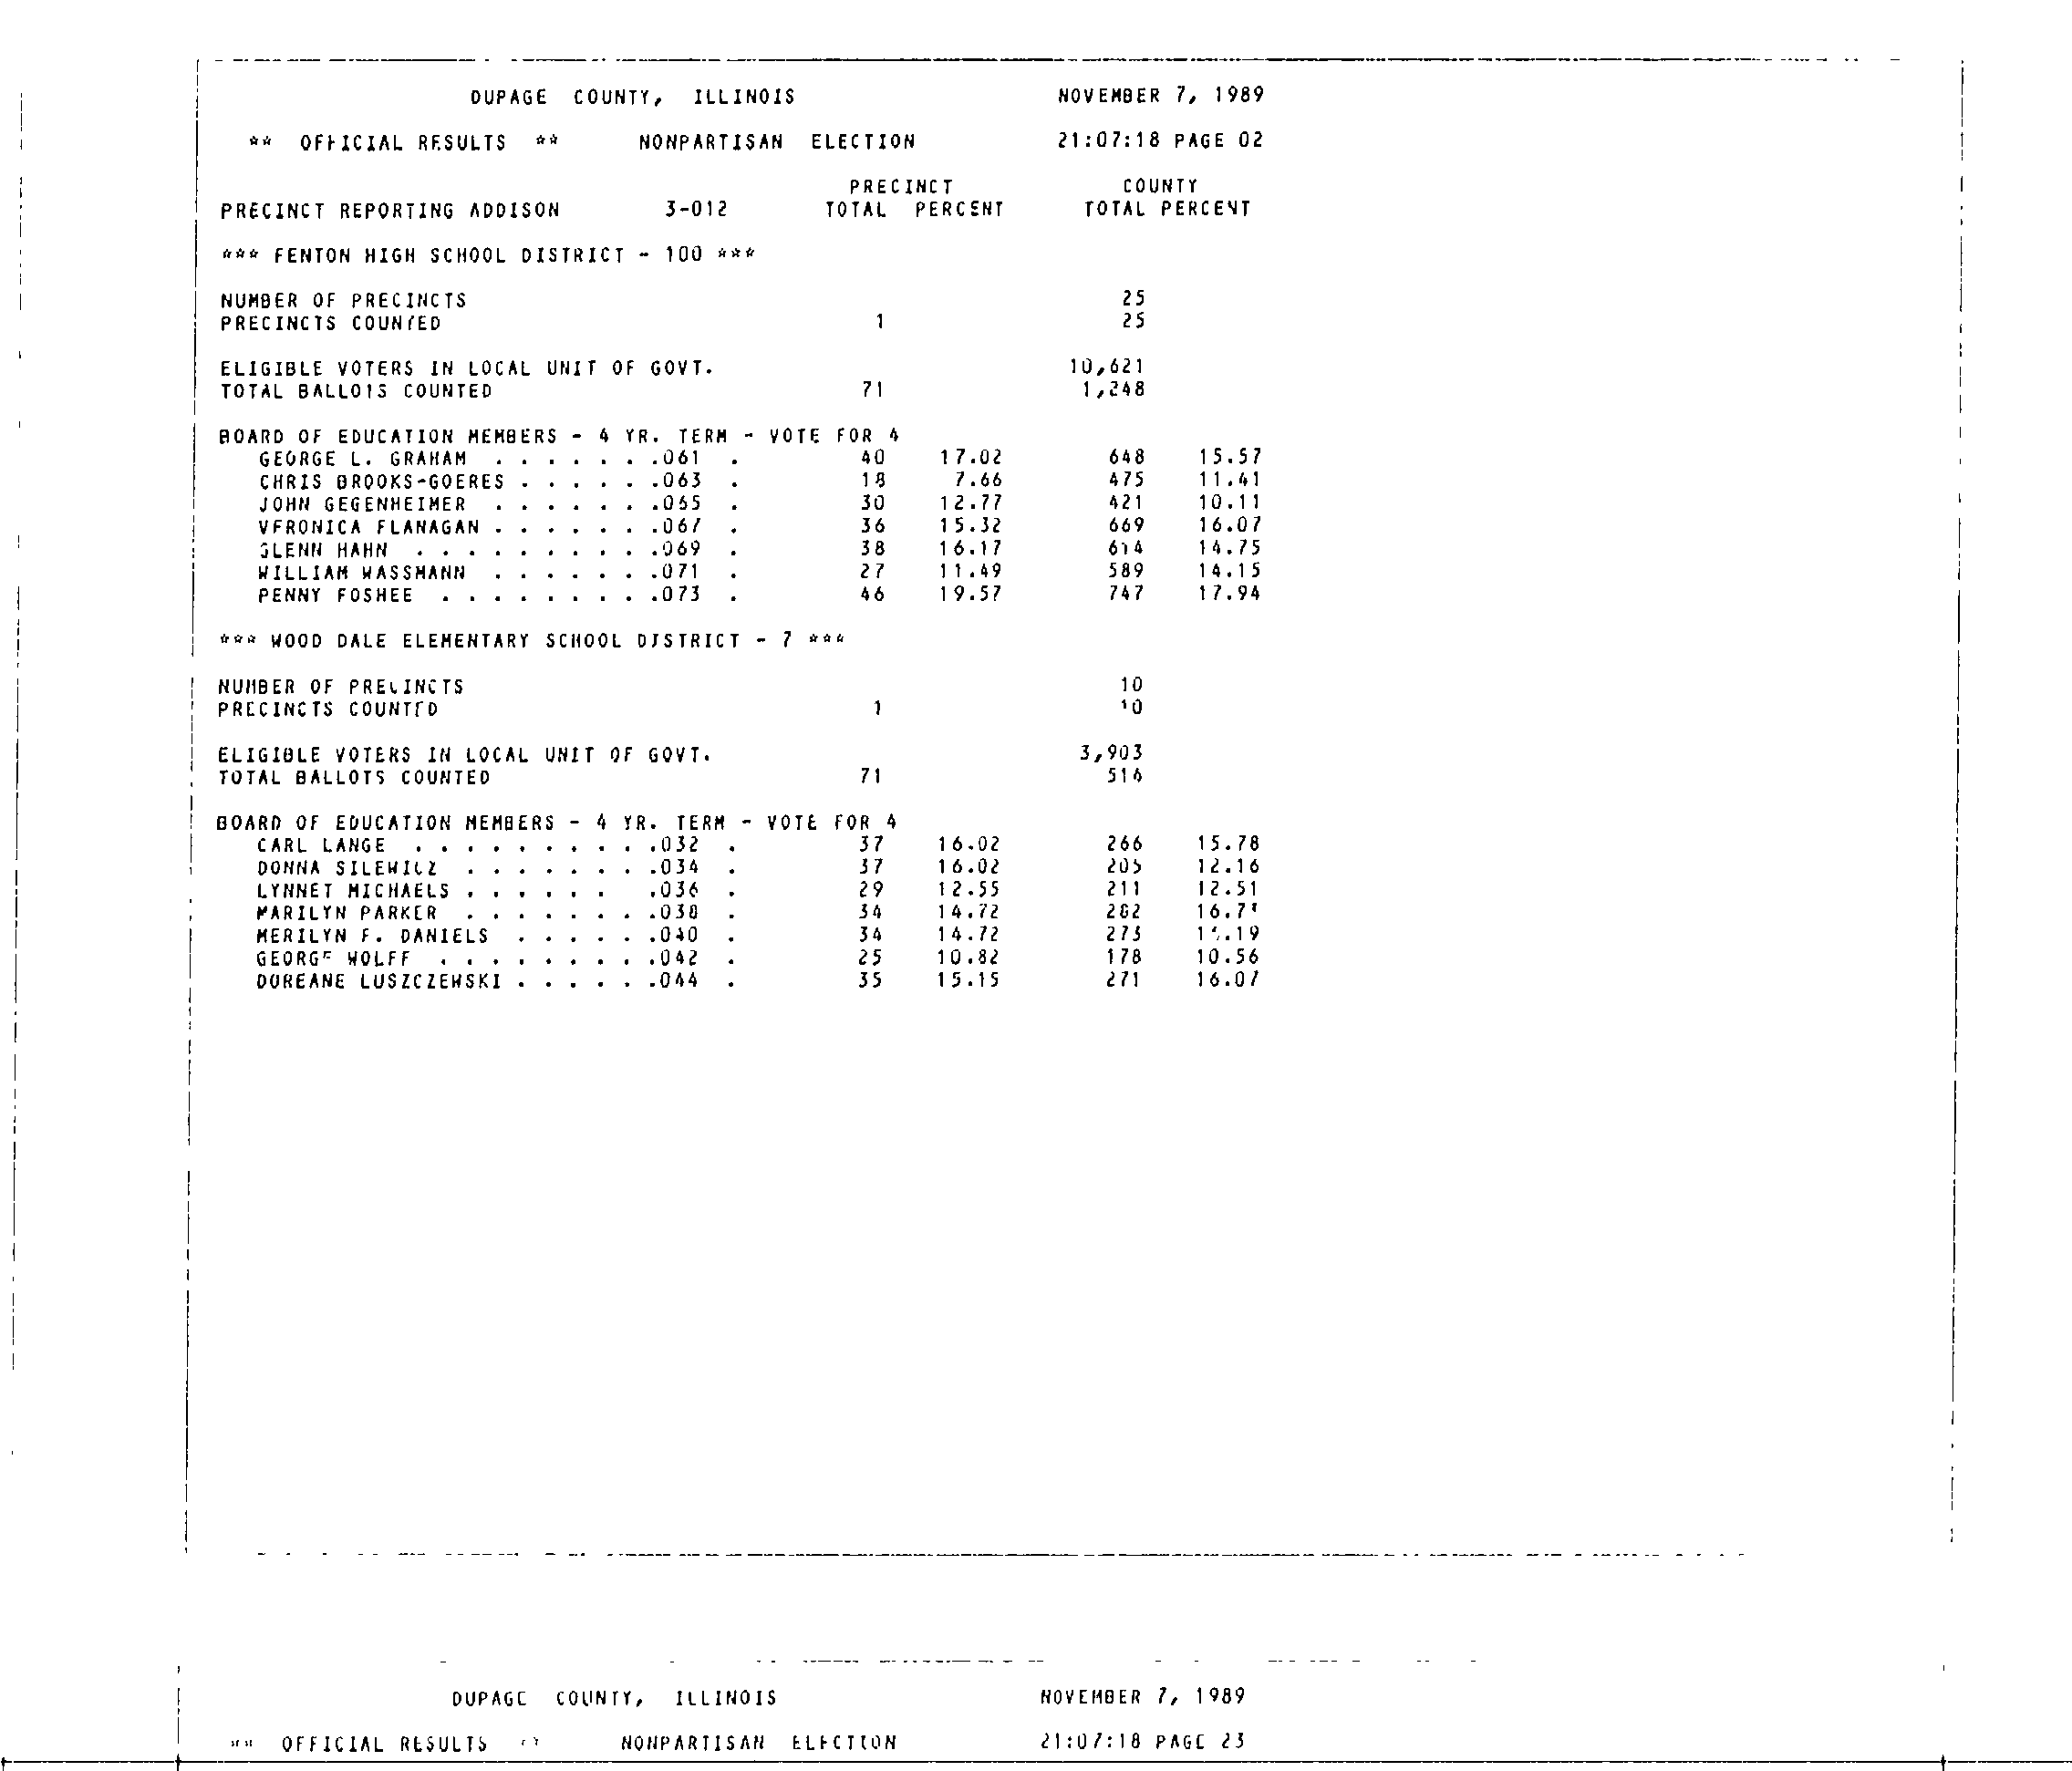 DUPAGE COUNTY, ILLINOIS NOVEMBER 7, 1989
** OFFICIAL RESULTS ** NONPARTISAN ELECTION 21:07:18 PAGE 02
PRECINCT COUNTY
PRECINCT REPORTING ADDISON 3-012 TOTAL PERCENT TOTAL PERCENT
*** FENTON HIGH SCHOOL DISTRICT - 100 ***
NUMBER OF PRECINCTS 25
PRECINCTS COUNTED 1 25
ELIGIBLE VOTERS IN LOCAL UNIT OF GOVT. 10,621
TOTAL BALLOTS COUNTED 71 1,248
BOARD OF EDUCATION MEMBERS - 4 YR. TERM - VOTE FOR 4
GEORGE L. GRAHAM . . . . . . .061 . 40 17.02 648 15.57
CHRIS BROOKS-GOERES . . . . . .063 . 18 7.66 475 11.41
JOHN GEGENHEIMER . . . . . . .065 . 30 12.77 421 10.11
VERONICA FLANAGAN . . . . . . .067 . 36 15.32 669 16.07
GLENN HAHN . . . . . . . . . .069 . 38 16.17 614 14.75
WILLIAM WASSMANN . . . . . . .071 . 27 11.49 589 14.15
PENNY FOSHEE . . . . . . . . .073 . 46 19.57 747 17.94
*** WOOD DALE ELEMENTARY SCHOOL DISTRICT - 7 ***
NUMBER OF PRECINCTS 10
PRECINCTS COUNTED 1 10
ELIGIBLE VOTERS IN LOCAL UNIT OF GOVT. 3,903
TOTAL BALLOTS COUNTED 71 514
BOARD OF EDUCATION MEMBERS - 4 YR. TERM - VOTE FOR 4
CARL LANGE . . . . . . . . . .032 . 37 16.02 266 15.78
DONNA SILEWICZ . . . . . . . .034 . 37 16.02 205 12.16
LYNNET MICHAELS . . . . . . .036 . 29 12.55 211 12.51
MARILYN PARKER . . . . . . . .038 . 34 14.72 282
MERILYN F. DANIELS . . . . . .040 . 34 14.72 273 16.19
GEORGE WOLFF . . . . . . . . .042 . 25 10.82 178 10.56
DOREANE LUSZCZEWSKI . . . . . .044 . 35 15.15 271 16.07
DUPAGE COUNTY, ILLINOIS NOVEMBER 7, 1989
** OFFICIAL RESULTS ** NONPARTISAN ELECTION 21:07:18 PAGE 23